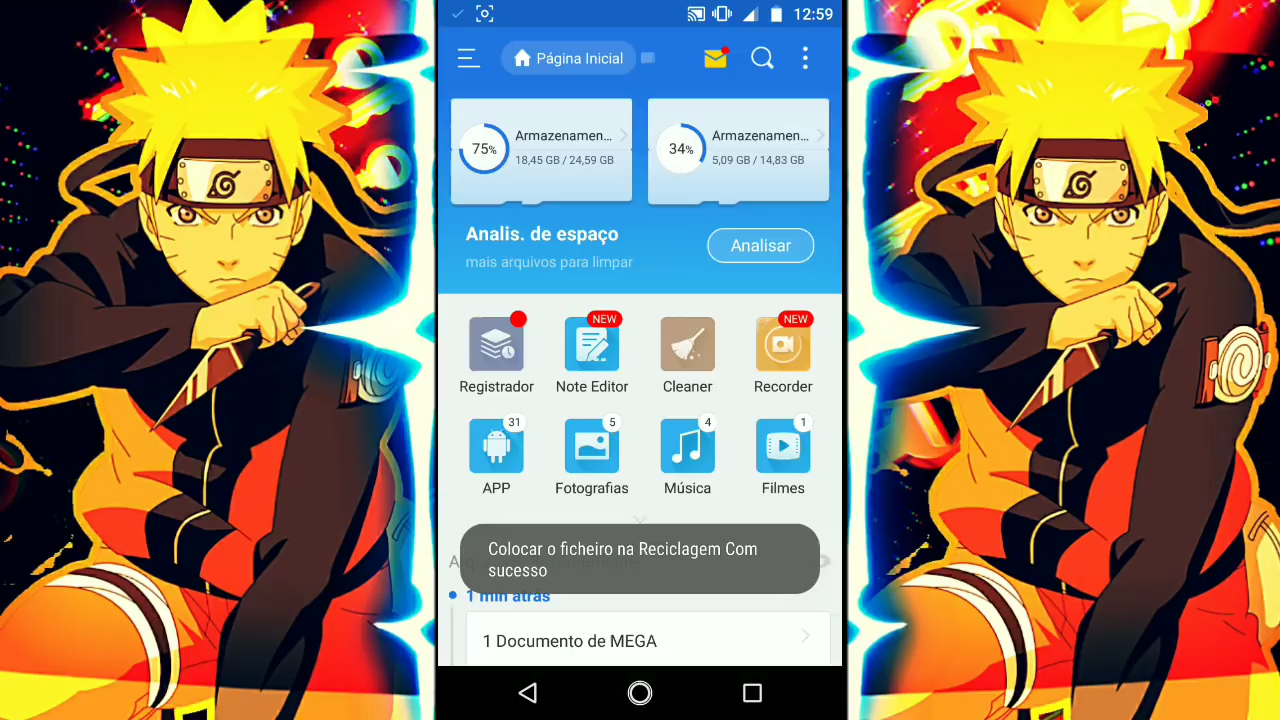 12:59
Página Inicial
75%
Armazenamen...
18,45 GB / 24,59 GB
34%
Armazenamen...
5,09 GB / 14,83 GB
Analis. de espaço
mais arquivos para limpar
Analisar
NEW
NEW
Registrador
Note Editor
Cleaner
Recorder
31
5
4
1
APP
Fotografias
Música
Filmes
Colocar o ficheiro na Reciclagem Com
sucesso
1 min atrás
1 Documento de MEGA